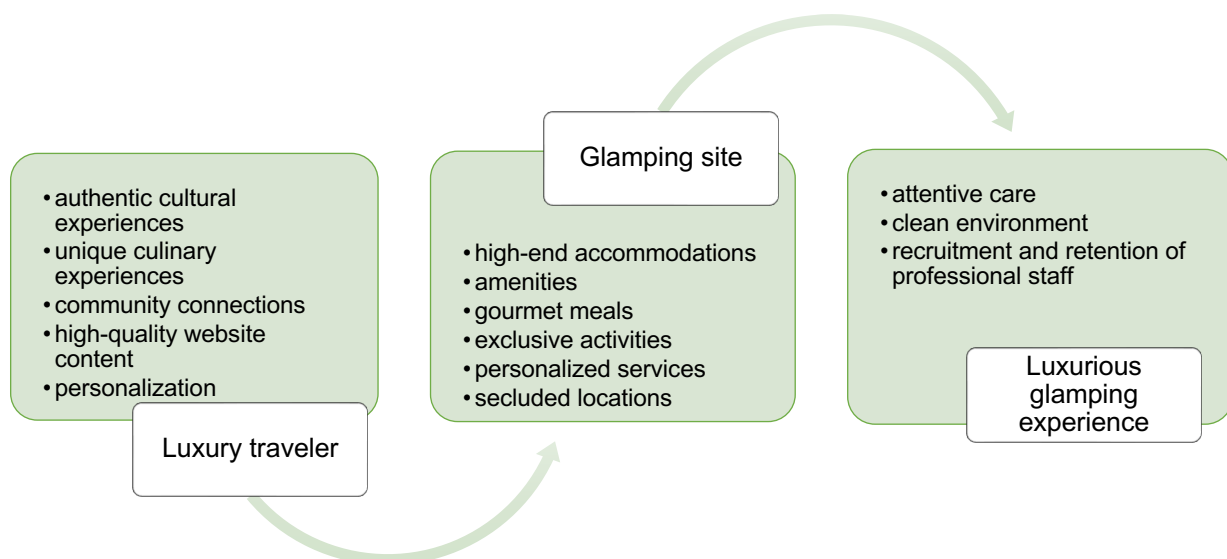 • authentic cultural
experiences
• unique culinary
experiences
• community connections
• high-quality website
content
• personalization
Luxury traveler
Glamping site
• high-end accommodations
• amenities
• gourmet meals
• exclusive activities
• personalized services
• secluded locations
• attentive care
• clean environment
• recruitment and retention of
professional staff
Luxurious
glamping
experience